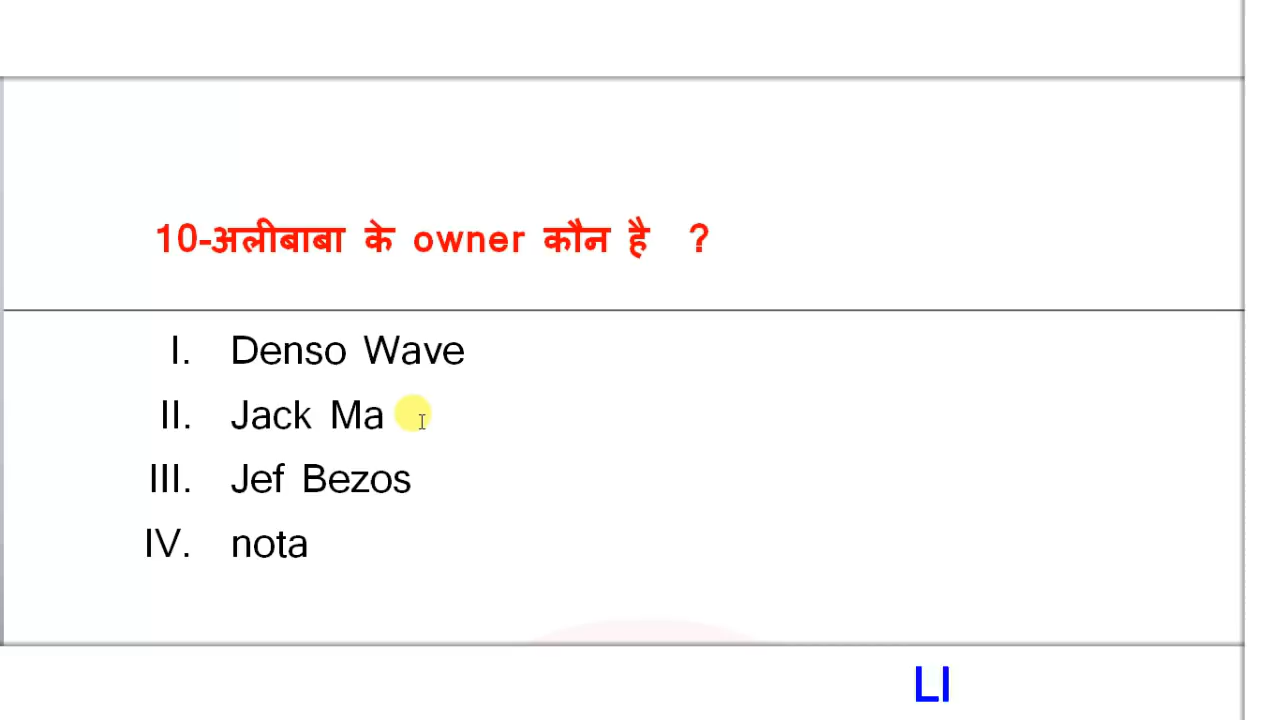 10-अलीबाबा के owner कौन है ?
I. Denso Wave
II. Jack Ma
III. Jef Bezos
IV. nota
LI